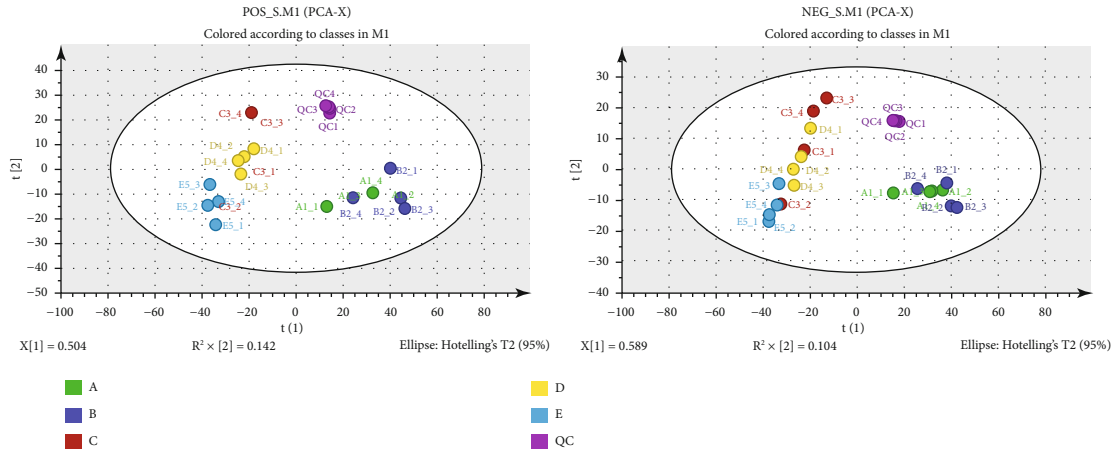 POS_S.M1 (PCA-X)
Colored according to classes in M1
t [2]
40
30
20
10
0
−10
−20
−30
−40
−50
QC4
QC3
QC2
QC1
C3_4
C3_3
D4_2
D4_1
D4_4
C3_1
D4_3
E5_3
E5_4
E5_2
C3_2
E5_1
B2_1
A1_4
A1_2
A1_1
B2_4
B2_2
B2_3
−100
−80
−60
−40
−20
0
20
40
60
80
100
t (1)
X[1] = 0.504
R² × [2] = 0.142
Ellipse: Hotelling's T2 (95%)
NEG_S.M1 (PCA-X)
Colored according to classes in M1
t [2]
30
20
10
0
−10
−20
−30
−40
C3_3
C3_4
QC3
QC4
QC1
QC2
D4_1
C3_1
D4_4
D4_2
D4_3
E5_3
E5_4
C3_2
E5_1
E5_2
B2_1
B2_4
A1_1
A1_2
B2_2
B2_3
−100
−80
−60
−40
−20
0
20
40
60
80
100
t (1)
X[1] = 0.589
R² × [2] = 0.104
Ellipse: Hotelling's T2 (95%)
A
B
C
D
E
QC